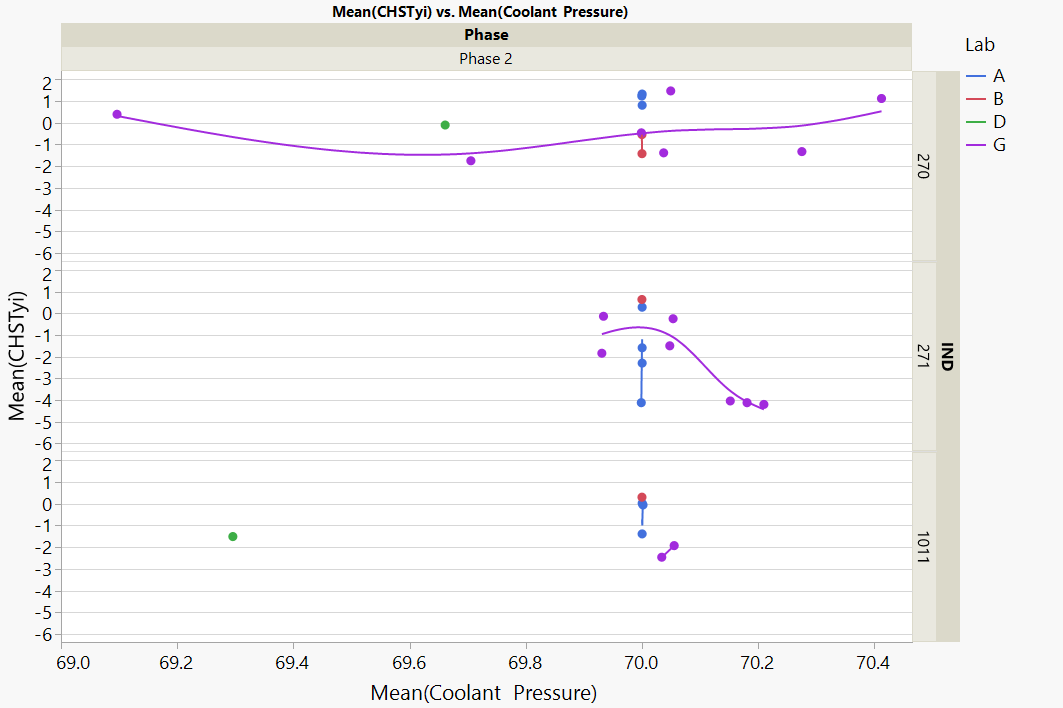 Mean(CHSTyi) vs. Mean(Coolant Pressure)
Phase
Phase 2
Lab
A
B
D
G
Mean(CHSTyi)
2
1
0
-1
-2
-3
-4
-5
-6
270
2
1
0
-1
-2
-3
-4
-5
-6
271
IND
2
1
0
-1
-2
-3
-4
-5
-6
1011
69.0 69.2 69.4 69.6 69.8 70.0 70.2 70.4
Mean(Coolant Pressure)